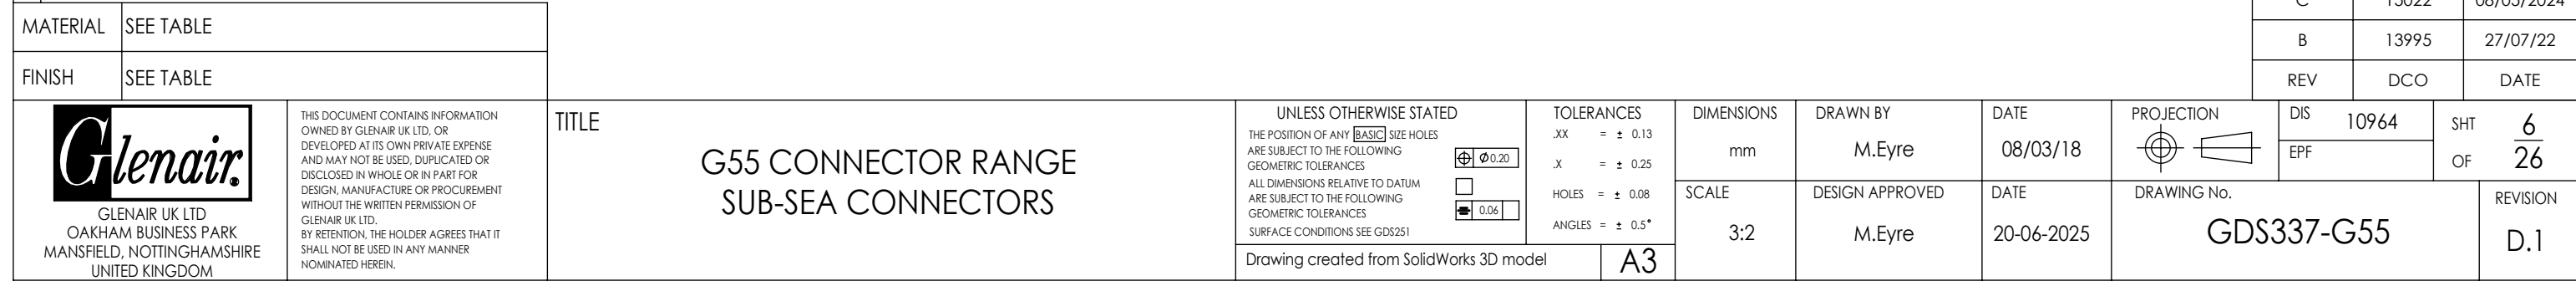 MATERIAL SEE TABLE
FINISH SEE TABLE
C 15022 08/05/2024
B 13995 27/07/22
REV DCO DATE
Glenair.
GLENAIR UK LTD
OAKHAM BUSINESS PARK
MANSFIELD, NOTTINGHAMSHIRE
UNITED KINGDOM
THIS DOCUMENT CONTAINS INFORMATION
OWNED BY GLENAIR UK LTD, OR
DEVELOPED AT ITS OWN PRIVATE EXPENSE
AND MAY NOT BE USED, DUPLICATED OR
DISCLOSED IN WHOLE OR IN PART FOR
DESIGN, MANUFACTURE OR PROCUREMENT
WITHOUT THE WRITTEN PERMISSION OF
GLENAIR UK LTD.
BY RETENTION, THE HOLDER AGREES THAT IT
SHALL NOT BE USED IN ANY MANNER
NOMINATED HEREIN.
TITLE
G55 CONNECTOR RANGE
SUB-SEA CONNECTORS
UNLESS OTHERWISE STATED
THE POSITION OF ANY BASIC SIZE HOLES
ARE SUBJECT TO THE FOLLOWING
GEOMETRIC TOLERANCES
⌖ Ø0.20
ALL DIMENSIONS RELATIVE TO DATUM
ARE SUBJECT TO THE FOLLOWING
GEOMETRIC TOLERANCES
⌯ 0.06
SURFACE CONDITIONS SEE GDS251
Drawing created from SolidWorks 3D model
A3
TOLERANCES
.XX = ± 0.13
.X = ± 0.25
HOLES = ± 0.08
ANGLES = ± 0.5°
DIMENSIONS
mm
SCALE
3:2
DRAWN BY
M.Eyre
DATE
08/03/18
DESIGN APPROVED
M.Eyre
DATE
20-06-2025
PROJECTION
DIS 10964
EPF
SHT 6
OF 26
DRAWING No.
GDS337-G55
REVISION
D.1